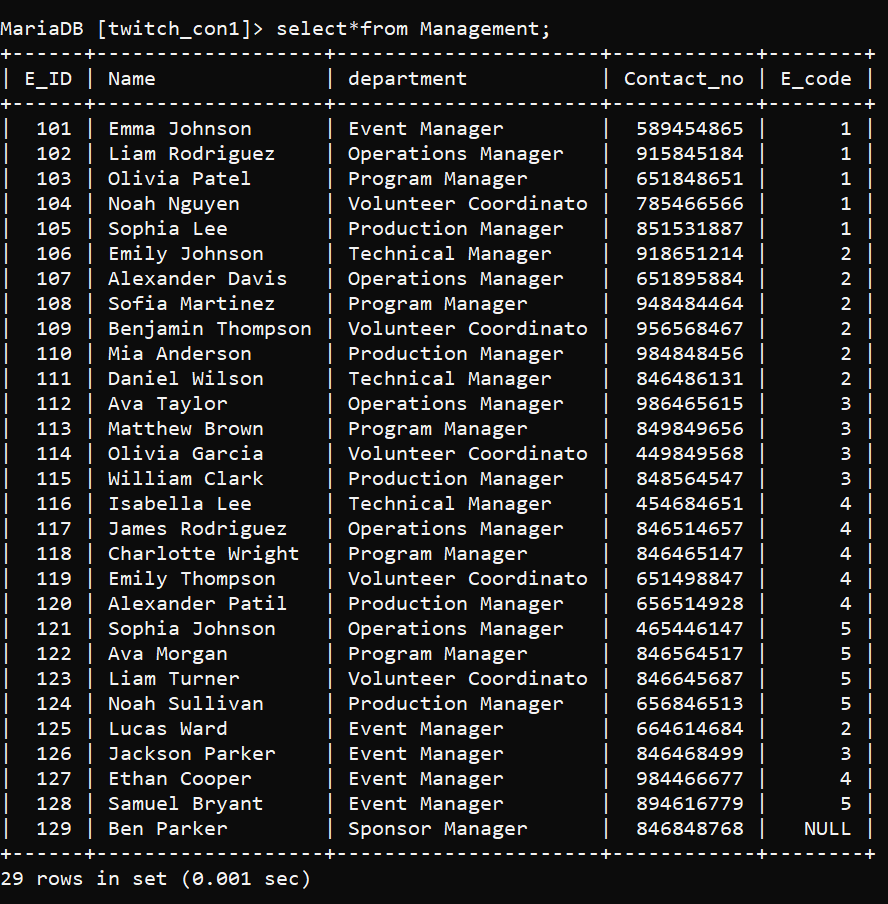 MariaDB [twitch_con1]> select*from Management;
+------+--------------------+-----------------------+------------+--------+
| E_ID | Name               | department            | Contact_no | E_code |
+------+--------------------+-----------------------+------------+--------+
|  101 | Emma Johnson       | Event Manager         |  589454865 |      1 |
|  102 | Liam Rodriguez     | Operations Manager    |  915845184 |      1 |
|  103 | Olivia Patel       | Program Manager       |  651848651 |      1 |
|  104 | Noah Nguyen        | Volunteer Coordinato  |  785466566 |      1 |
|  105 | Sophia Lee         | Production Manager    |  851531887 |      1 |
|  106 | Emily Johnson      | Technical Manager     |  918651214 |      2 |
|  107 | Alexander Davis    | Operations Manager    |  651895884 |      2 |
|  108 | Sofia Martinez     | Program Manager       |  948484464 |      2 |
|  109 | Benjamin Thompson  | Volunteer Coordinato  |  956568467 |      2 |
|  110 | Mia Anderson       | Production Manager    |  984848456 |      2 |
|  111 | Daniel Wilson      | Technical Manager     |  846486131 |      2 |
|  112 | Ava Taylor         | Operations Manager    |  986465615 |      3 |
|  113 | Matthew Brown      | Program Manager       |  849849656 |      3 |
|  114 | Olivia Garcia      | Volunteer Coordinato  |  449849568 |      3 |
|  115 | William Clark      | Production Manager    |  848564547 |      3 |
|  116 | Isabella Lee       | Technical Manager     |  454684651 |      4 |
|  117 | James Rodriguez    | Operations Manager    |  846514657 |      4 |
|  118 | Charlotte Wright   | Program Manager       |  846465147 |      4 |
|  119 | Emily Thompson     | Volunteer Coordinato  |  651498847 |      4 |
|  120 | Alexander Patil    | Production Manager    |  656514928 |      4 |
|  121 | Sophia Johnson     | Operations Manager    |  465446147 |      5 |
|  122 | Ava Morgan         | Program Manager       |  846564517 |      5 |
|  123 | Liam Turner        | Volunteer Coordinato  |  846645687 |      5 |
|  124 | Noah Sullivan      | Production Manager    |  656846513 |      5 |
|  125 | Lucas Ward         | Event Manager         |  664614684 |      2 |
|  126 | Jackson Parker     | Event Manager         |  846468499 |      3 |
|  127 | Ethan Cooper       | Event Manager         |  984466677 |      4 |
|  128 | Samuel Bryant      | Event Manager         |  894616779 |      5 |
|  129 | Ben Parker         | Sponsor Manager       |  846848768 |   NULL |
+------+--------------------+-----------------------+------------+--------+
29 rows in set (0.001 sec)